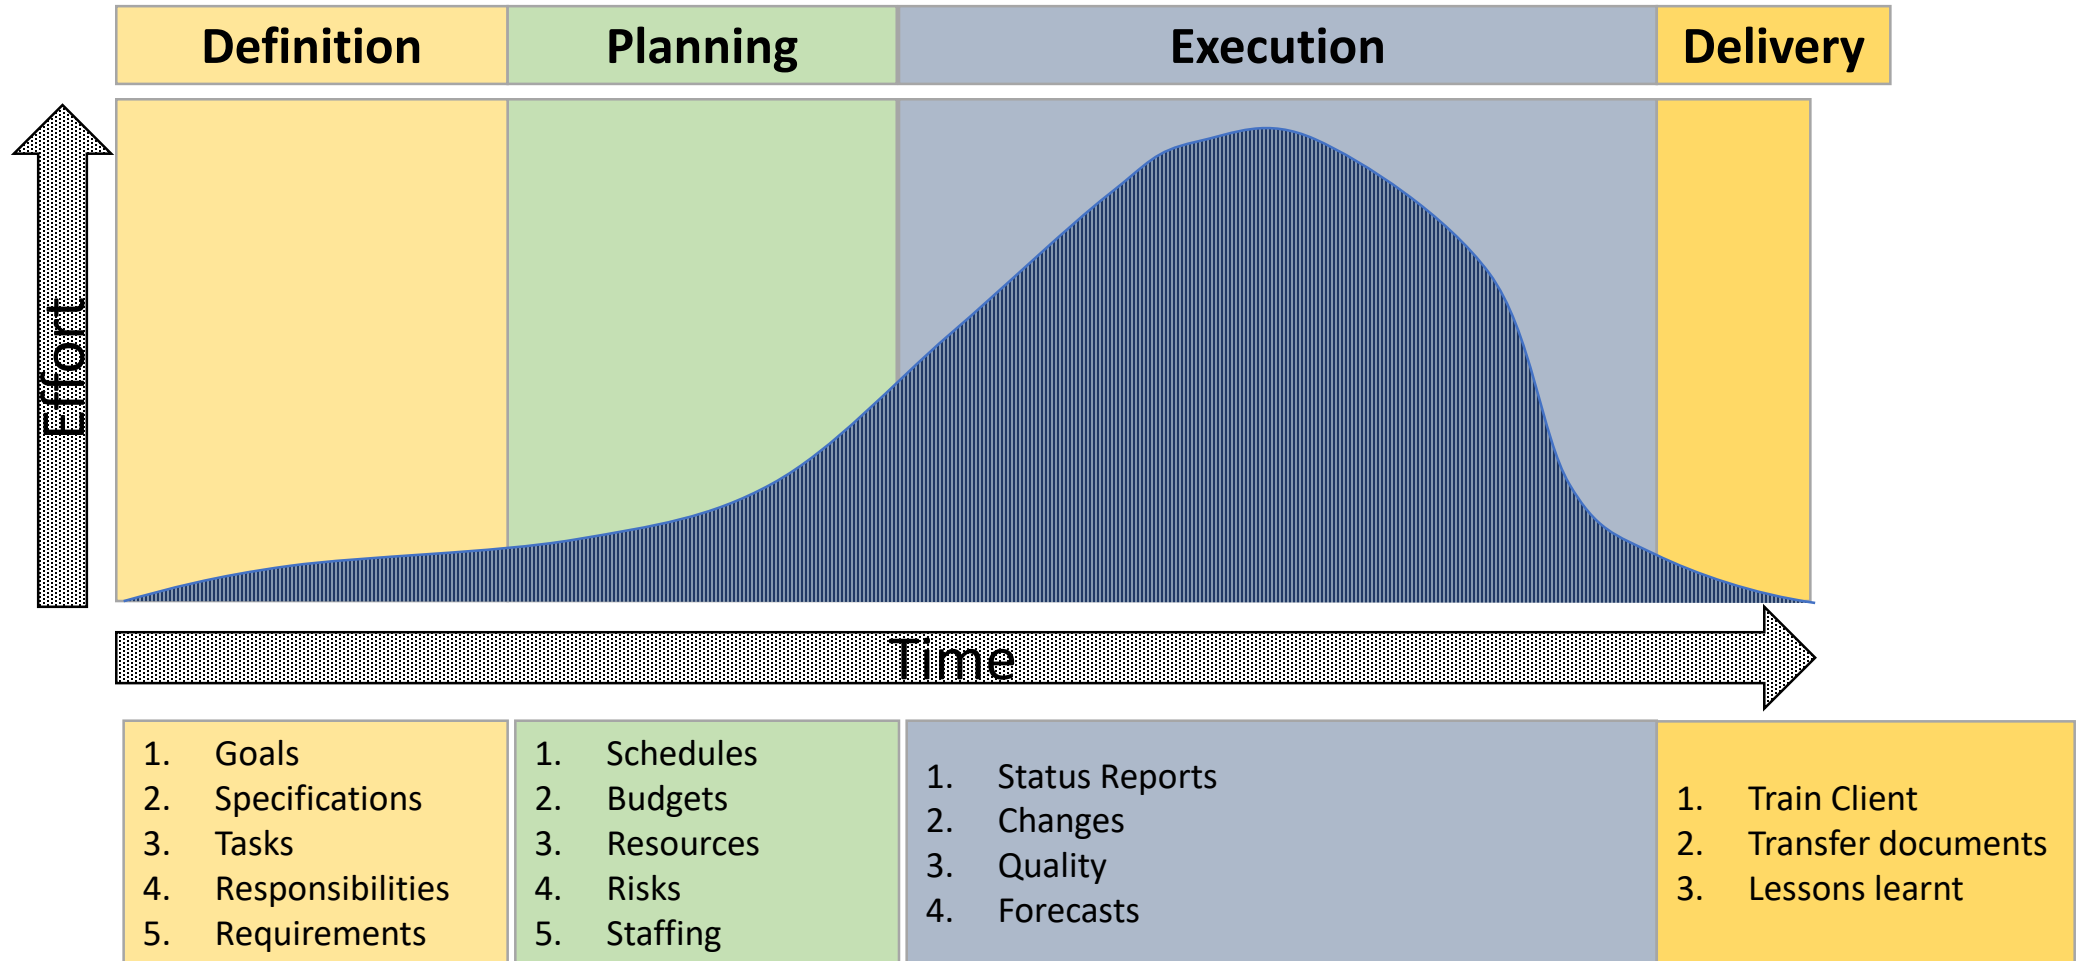 Definition
Planning
Execution
Delivery
Effort
Time
1. Goals
2. Specifications
3. Tasks
4. Responsibilities
5. Requirements
1. Schedules
2. Budgets
3. Resources
4. Risks
5. Staffing
1. Status Reports
2. Changes
3. Quality
4. Forecasts
1. Train Client
2. Transfer documents
3. Lessons learnt